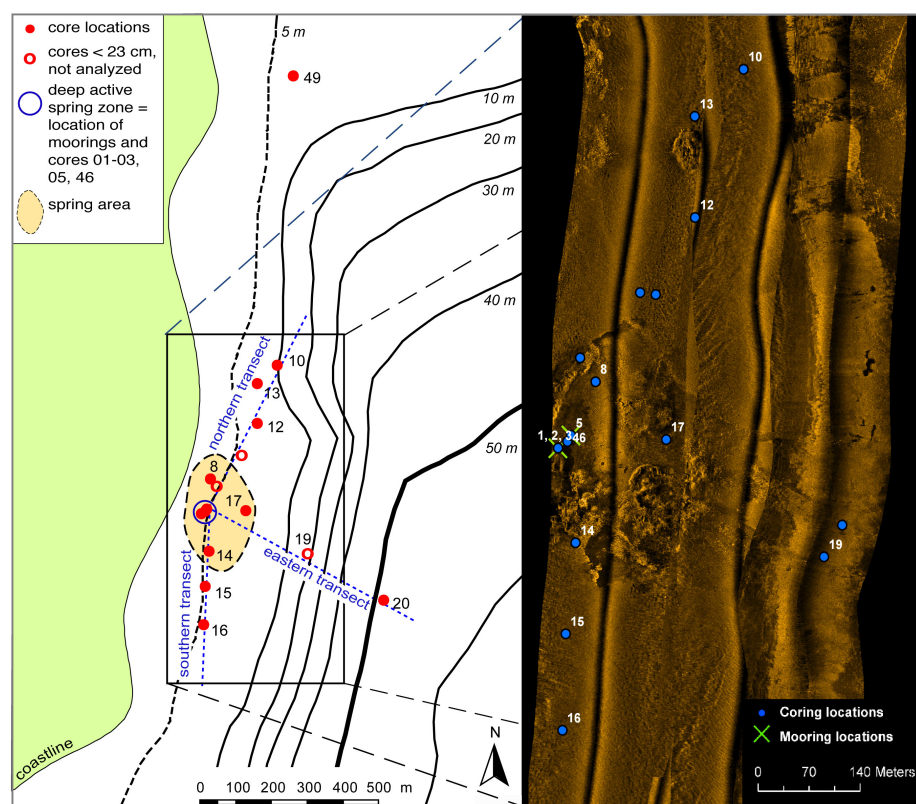 core locations
cores < 23 cm,
not analyzed
deep active
spring zone =
location of
moorings and
cores 01-03,
05, 46
spring area
5 m
49
10 m
20 m
30 m
40 m
50 m
northern transect
10
13
12
8
17
14
19
eastern transect
15
20
southern transect
16
coastline
N
0 100 200 300 400 500 m
10
13
12
8
5
1, 2, 3
46
17
14
19
15
16
Coring locations
Mooring locations
0 70 140 Meters